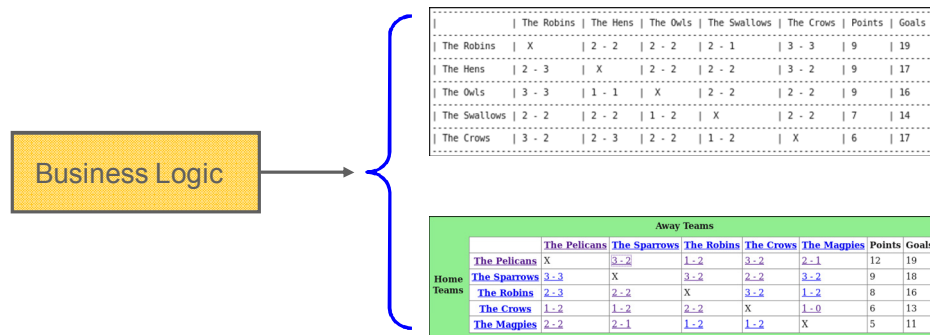 Business Logic
| | The Robins | The Hens | The Owls | The Swallows | The Crows | Points | Goals
| The Robins | X | 2 - 2 | 2 - 2 | 2 - 1 | 3 - 3 | 9 | 19
| The Hens | 2 - 3 | X | 2 - 2 | 2 - 2 | 3 - 2 | 9 | 17
| The Owls | 3 - 3 | 1 - 1 | X | 2 - 2 | 2 - 2 | 9 | 16
| The Swallows | 2 - 2 | 2 - 2 | 1 - 2 | X | 2 - 2 | 7 | 14
| The Crows | 3 - 2 | 2 - 3 | 2 - 2 | 1 - 2 | X | 6 | 17
Away Teams
The Pelicans The Sparrows The Robins The Crows The Magpies Points Goals
Home Teams
The Pelicans X 3 - 2 1 - 2 3 - 2 2 - 1 12 19
The Sparrows 3 - 3 X 3 - 2 2 - 2 3 - 2 9 18
The Robins 2 - 3 2 - 2 X 3 - 2 1 - 2 8 16
The Crows 1 - 2 1 - 2 2 - 2 X 1 - 0 6 13
The Magpies 2 - 2 2 - 1 1 - 2 1 - 2 X 5 11